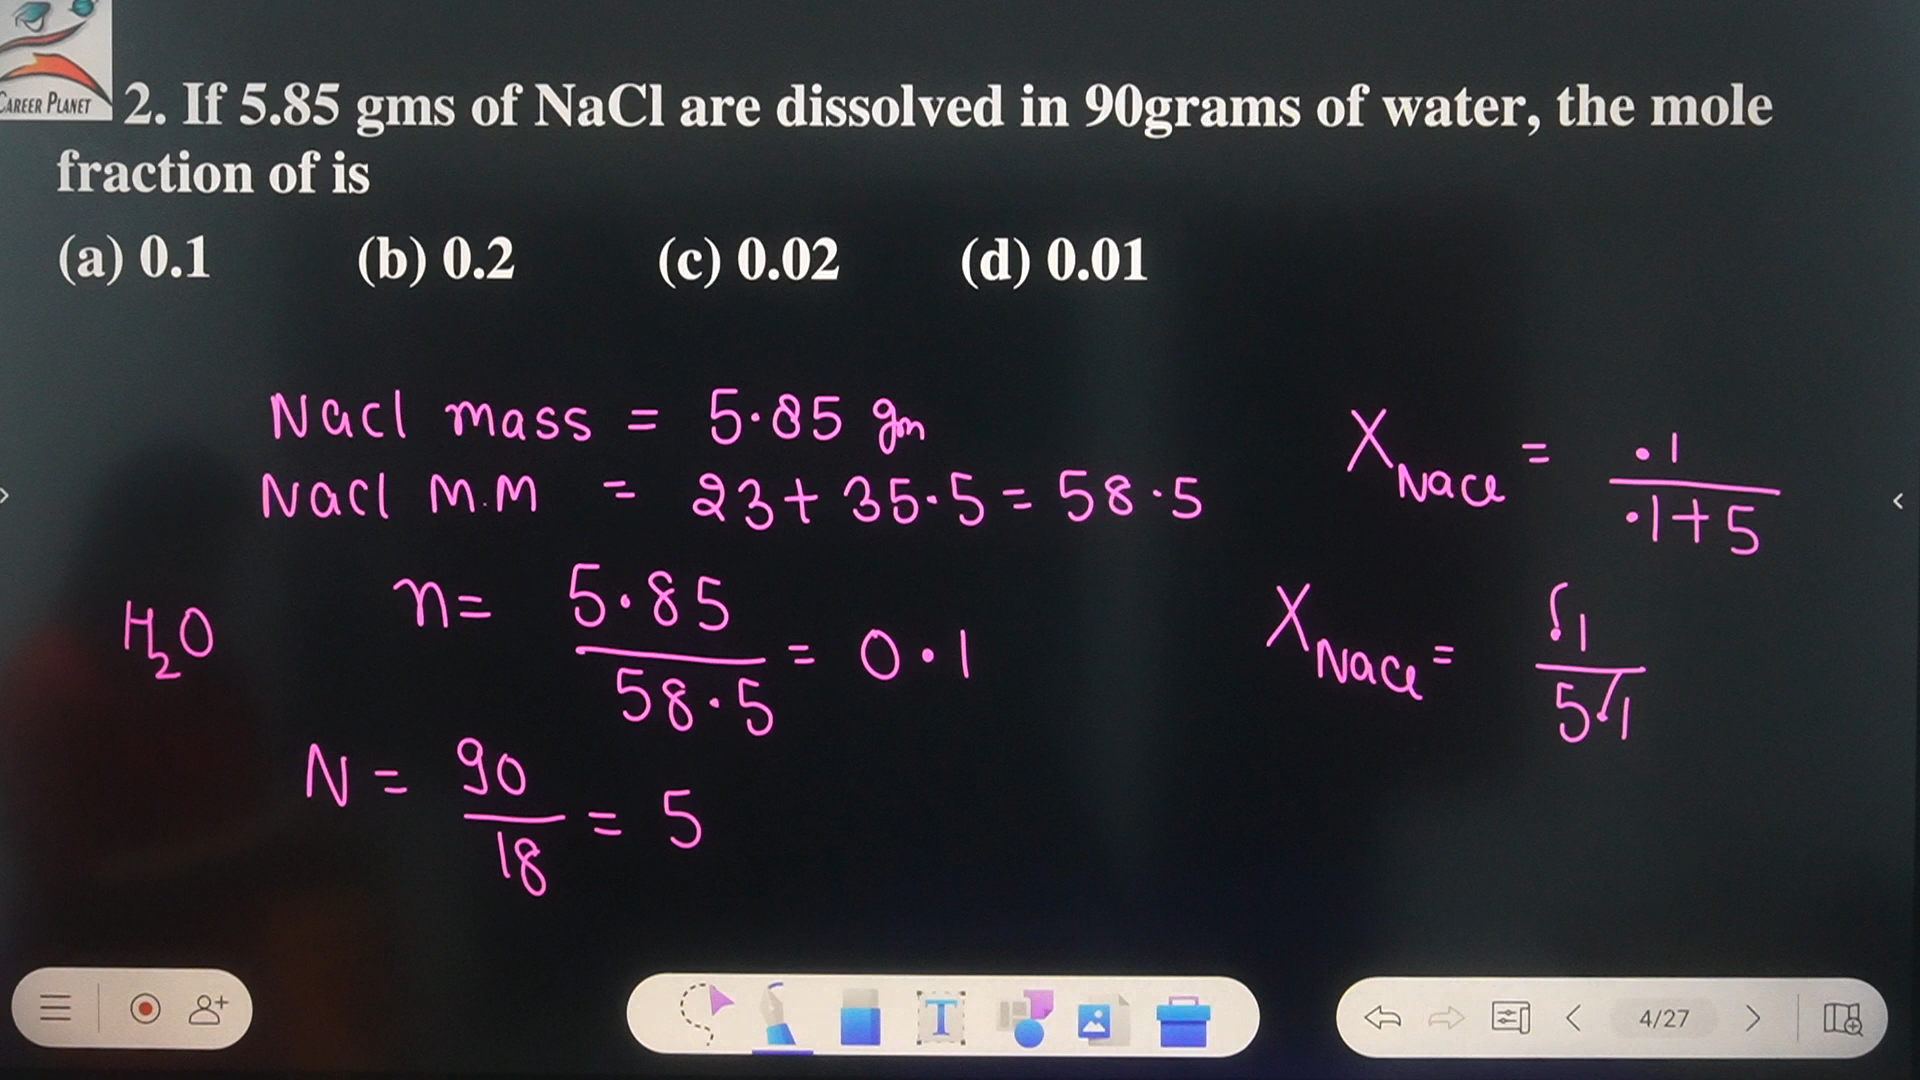 CAREER PLANET
2. If 5.85 gms of NaCl are dissolved in 90grams of water, the mole
fraction of is
(a) 0.1 (b) 0.2 (c) 0.02 (d) 0.01
Nacl mass = 5.85 gm
Nacl M.M = 23+ 35.5 = 58.5
n= 5.85
58.5
= 0.1
H₂O
N = 90
18
= 5
X Nacl = .1
.1+5
X Nacl = .1
5.1
T
4/27